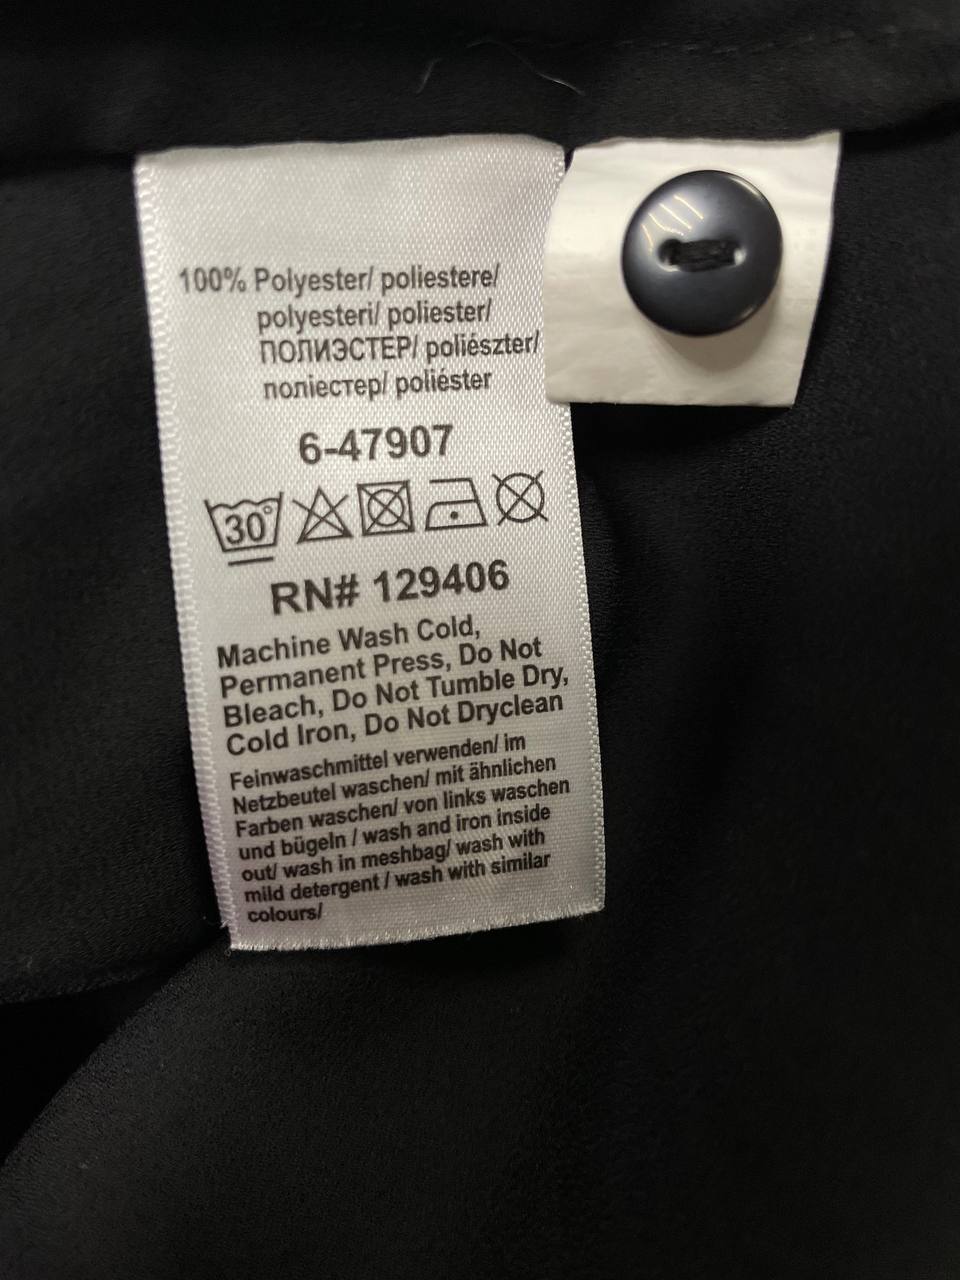 100% Polyester/ poliestere/
polyesteri/ poliester/
ПОЛИЭСТЕР/ poliészter/
поліестер/ poliéster
6-47907
30°
RN# 129406
Machine Wash Cold,
Permanent Press, Do Not
Bleach, Do Not Tumble Dry,
Cold Iron, Do Not Dryclean
Feinwaschmittel verwenden/ im
Netzbeutel waschen/ mit ähnlichen
Farben waschen/ von links waschen
und bügeln / wash and iron inside
out/ wash in meshbag/ wash with
mild detergent / wash with similar
colours/